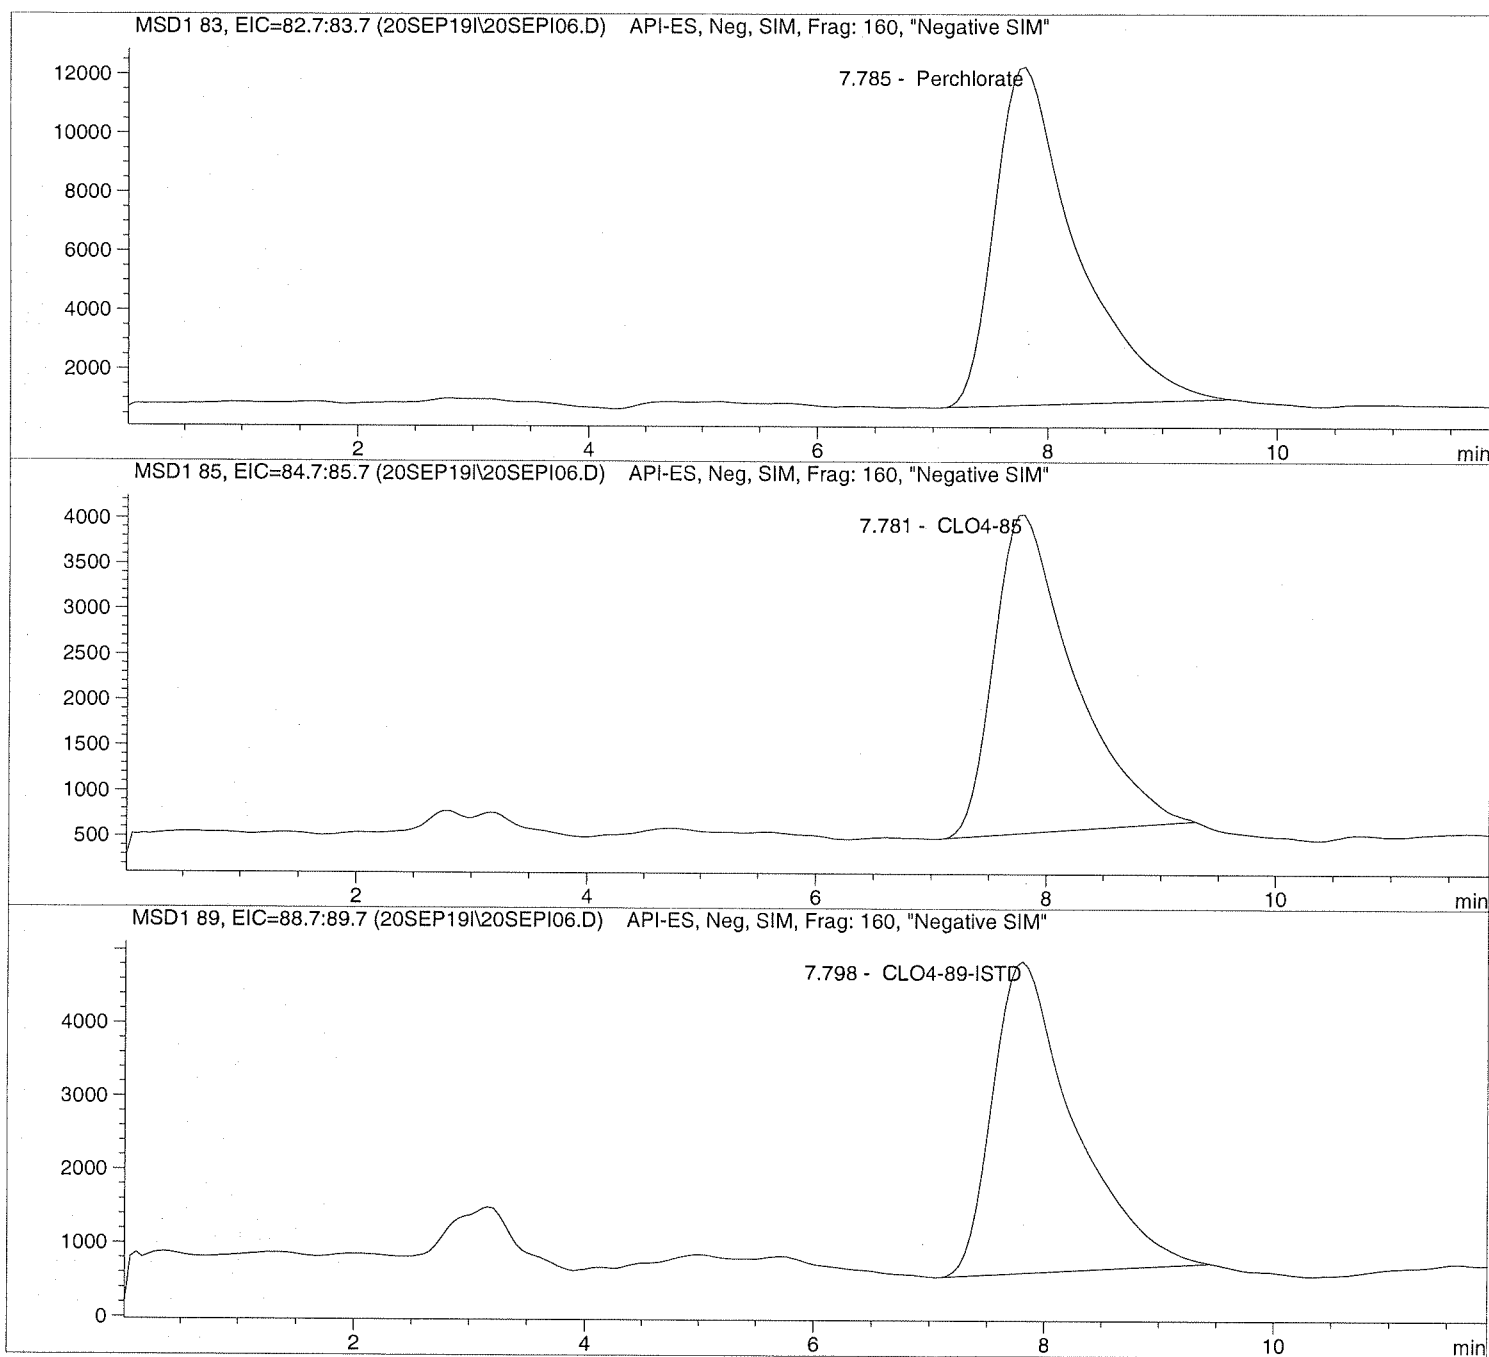 MSD1 83, EIC=82.7:83.7 (20SEP19I\20SEPI06.D) API-ES, Neg, SIM, Frag: 160, "Negative SIM"
12000
7.785 - Perchlorate
10000
8000
6000
4000
2000
2 4 6 8 10 min
MSD1 85, EIC=84.7:85.7 (20SEP19I\20SEPI06.D) API-ES, Neg, SIM, Frag: 160, "Negative SIM"
4000
7.781 - CLO4-85
3500
3000
2500
2000
1500
1000
500
2 4 6 8 10 min
MSD1 89, EIC=88.7:89.7 (20SEP19I\20SEPI06.D) API-ES, Neg, SIM, Frag: 160, "Negative SIM"
7.798 - CLO4-89-ISTD
4000
3000
2000
1000
0
2 4 6 8 10 min